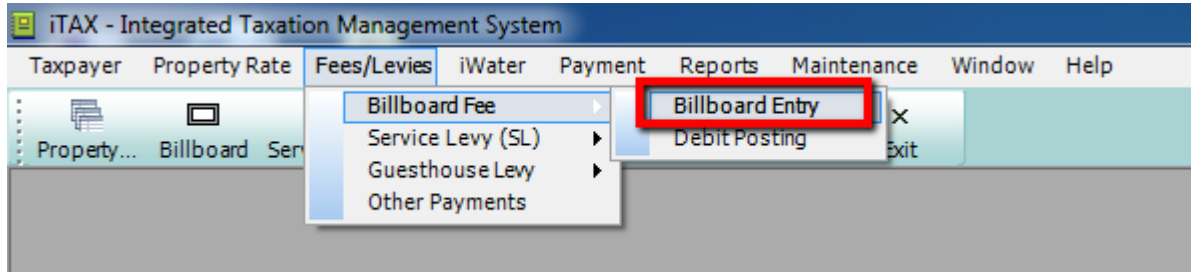 iTAX - Integrated Taxation Management System
Taxpayer Property Rate Fees/Levies iWater Payment Reports Maintenance Window Help
Billboard Fee Billboard Entry
Property... Billboard Service Levy (SL) Debit Posting Exit
Guesthouse Levy
Other Payments